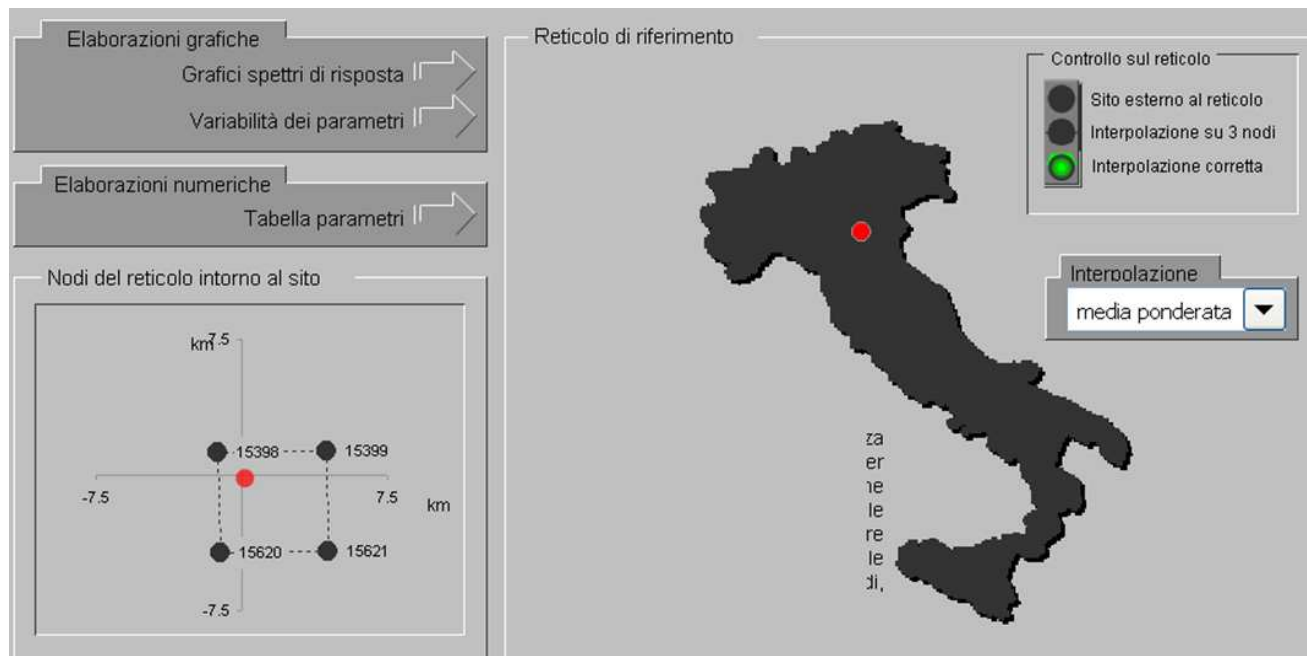 Elaborazioni grafiche
Grafici spettri di risposta
Variabilità dei parametri
Elaborazioni numeriche
Tabella parametri
Nodi del reticolo intorno al sito
km 7.5
15398
15399
-7.5
7.5
km
15620
15621
-7.5
Reticolo di riferimento
Controllo sul reticolo
Sito esterno al reticolo
Interpolazione su 3 nodi
Interpolazione corretta
Interpolazione
media ponderata
za
er
ne
le
re
le
di,